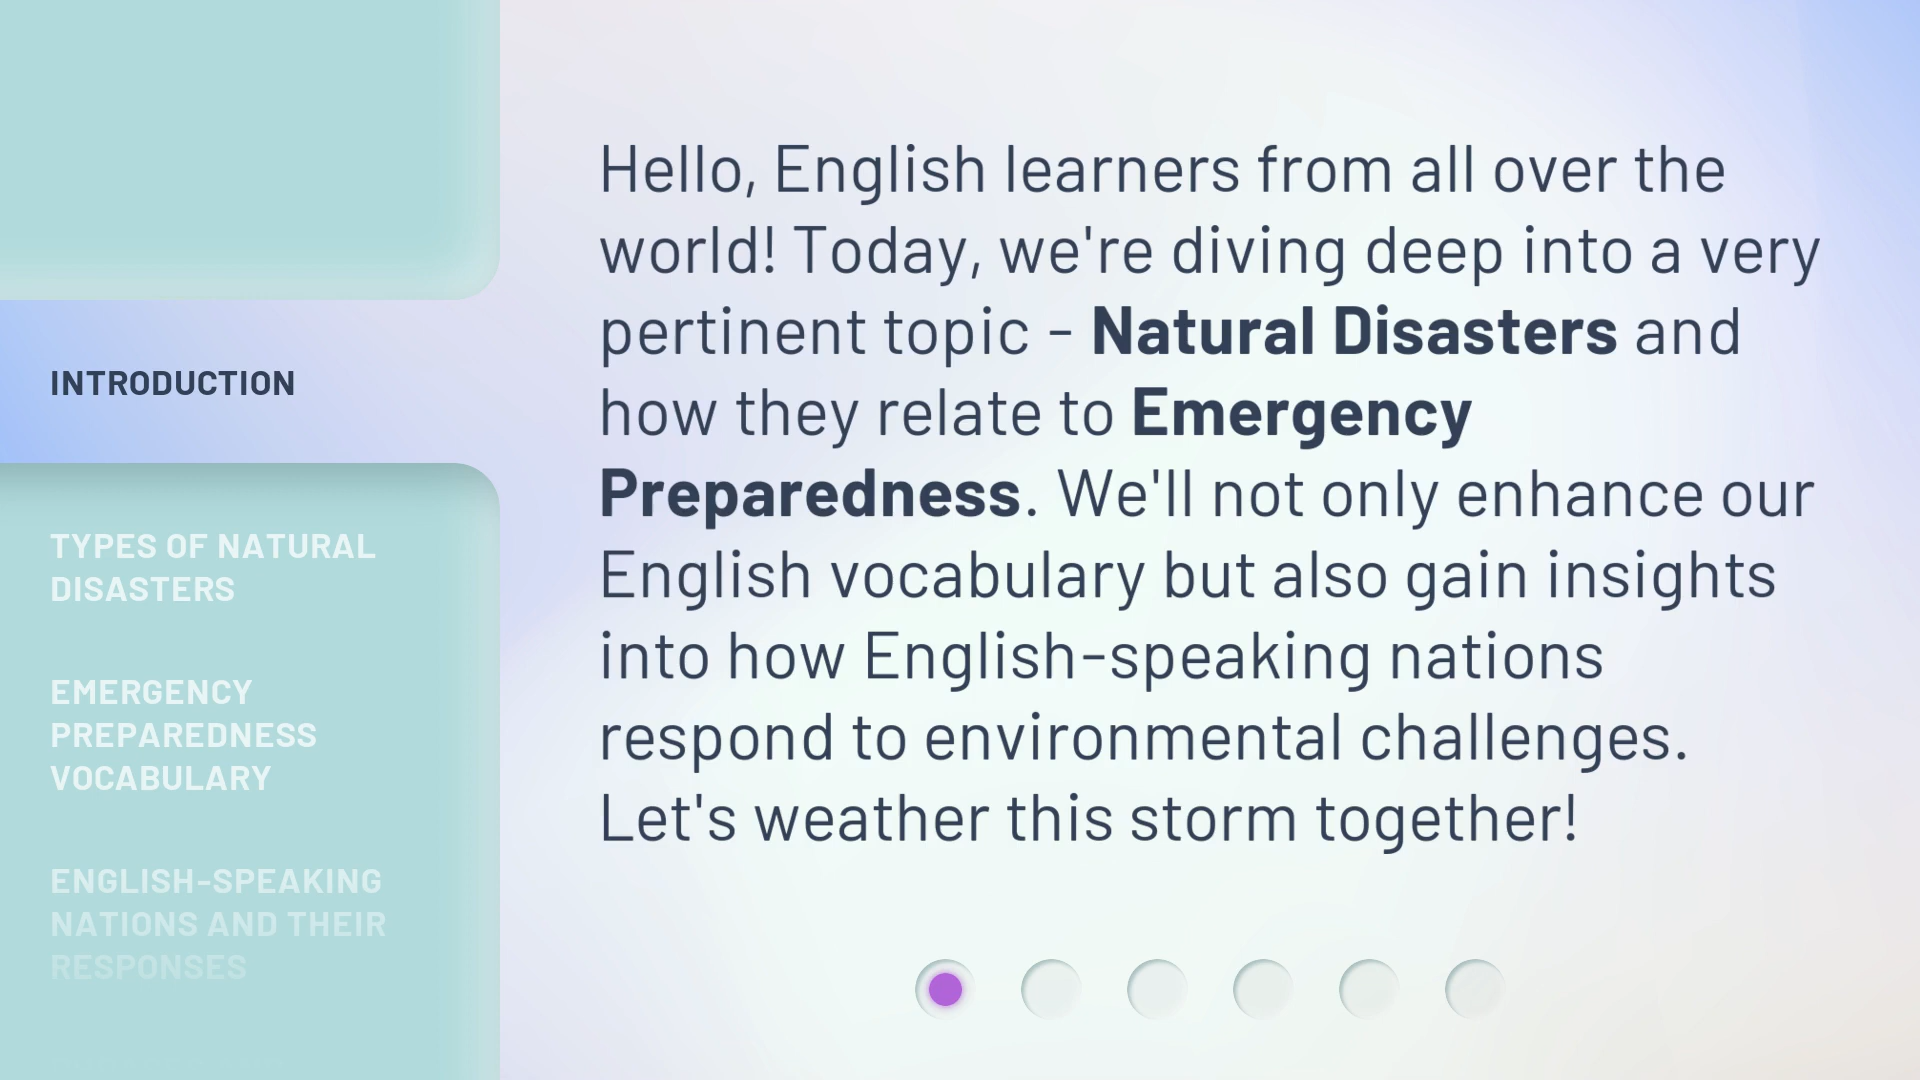 INTRODUCTION
TYPES OF NATURAL
DISASTERS
EMERGENCY
PREPAREDNESS
VOCABULARY
ENGLISH-SPEAKING
NATIONS AND THEIR
RESPONSES
Hello, English learners from all over the
world! Today, we're diving deep into a very
pertinent topic - Natural Disasters and
how they relate to Emergency
Preparedness. We'll not only enhance our
English vocabulary but also gain insights
into how English-speaking nations
respond to environmental challenges.
Let's weather this storm together!